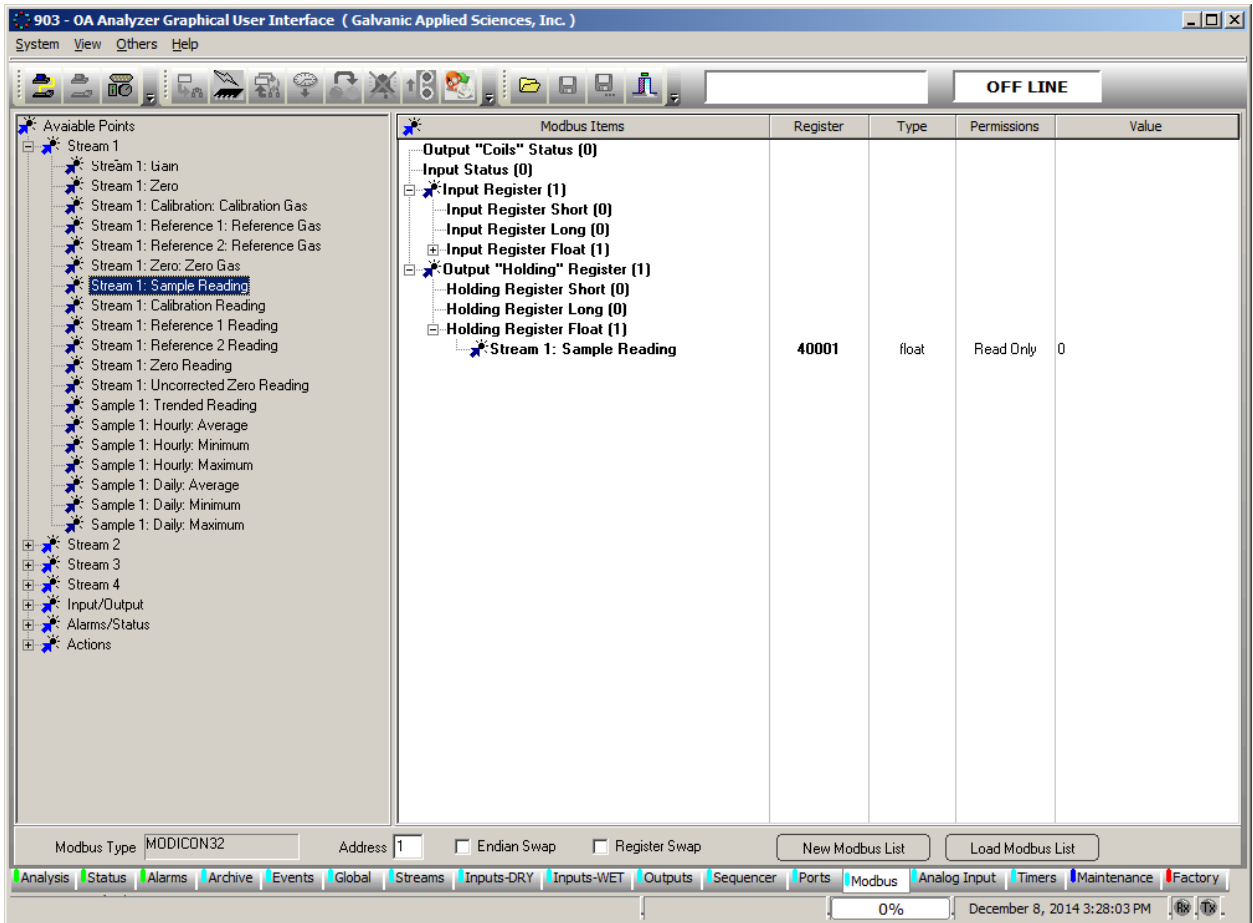 903 - OA Analyzer Graphical User Interface ( Galvanic Applied Sciences, Inc. )
System View Others Help
OFF LINE
Avaiable Points
Stream 1
Stream 1: Gain
Stream 1: Zero
Stream 1: Calibration: Calibration Gas
Stream 1: Reference 1: Reference Gas
Stream 1: Reference 2: Reference Gas
Stream 1: Zero: Zero Gas
Stream 1: Sample Reading
Stream 1: Calibration Reading
Stream 1: Reference 1 Reading
Stream 1: Reference 2 Reading
Stream 1: Zero Reading
Stream 1: Uncorrected Zero Reading
Sample 1: Trended Reading
Sample 1: Hourly: Average
Sample 1: Hourly: Minimum
Sample 1: Hourly: Maximum
Sample 1: Daily: Average
Sample 1: Daily: Minimum
Sample 1: Daily: Maximum
Stream 2
Stream 3
Stream 4
Input/Output
Alarms/Status
Actions
Modbus Items Register Type Permissions Value
Output "Coils" Status (0)
Input Status (0)
Input Register (1)
Input Register Short (0)
Input Register Long (0)
Input Register Float (1)
Output "Holding" Register (1)
Holding Register Short (0)
Holding Register Long (0)
Holding Register Float (1)
Stream 1: Sample Reading 40001 float Read Only 0
Modbus Type MODICON32 Address 1 Endian Swap Register Swap New Modbus List Load Modbus List
Analysis Status Alarms Archive Events Global Streams Inputs-DRY Inputs-WET Outputs Sequencer Ports Modbus Analog Input Timers Maintenance Factory
0% December 8, 2014 3:28:03 PM Rx Tx